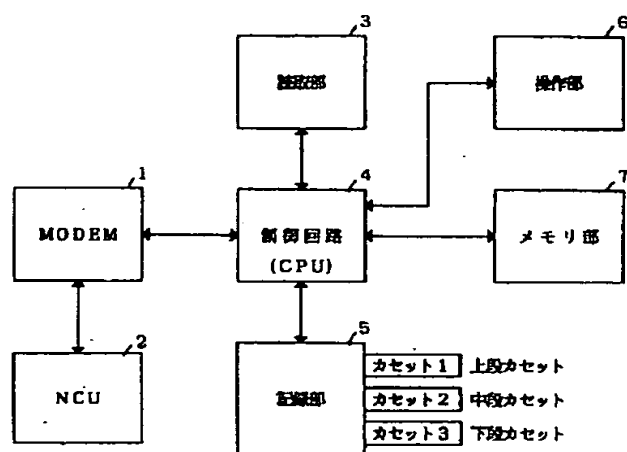 3
読取部
6
操作部
1
MODEM
4
制御回路
(CPU)
7
メモリ部
2
NCU
5
記録部
カセット1 上段カセット
カセット2 中段カセット
カセット3 下段カセット